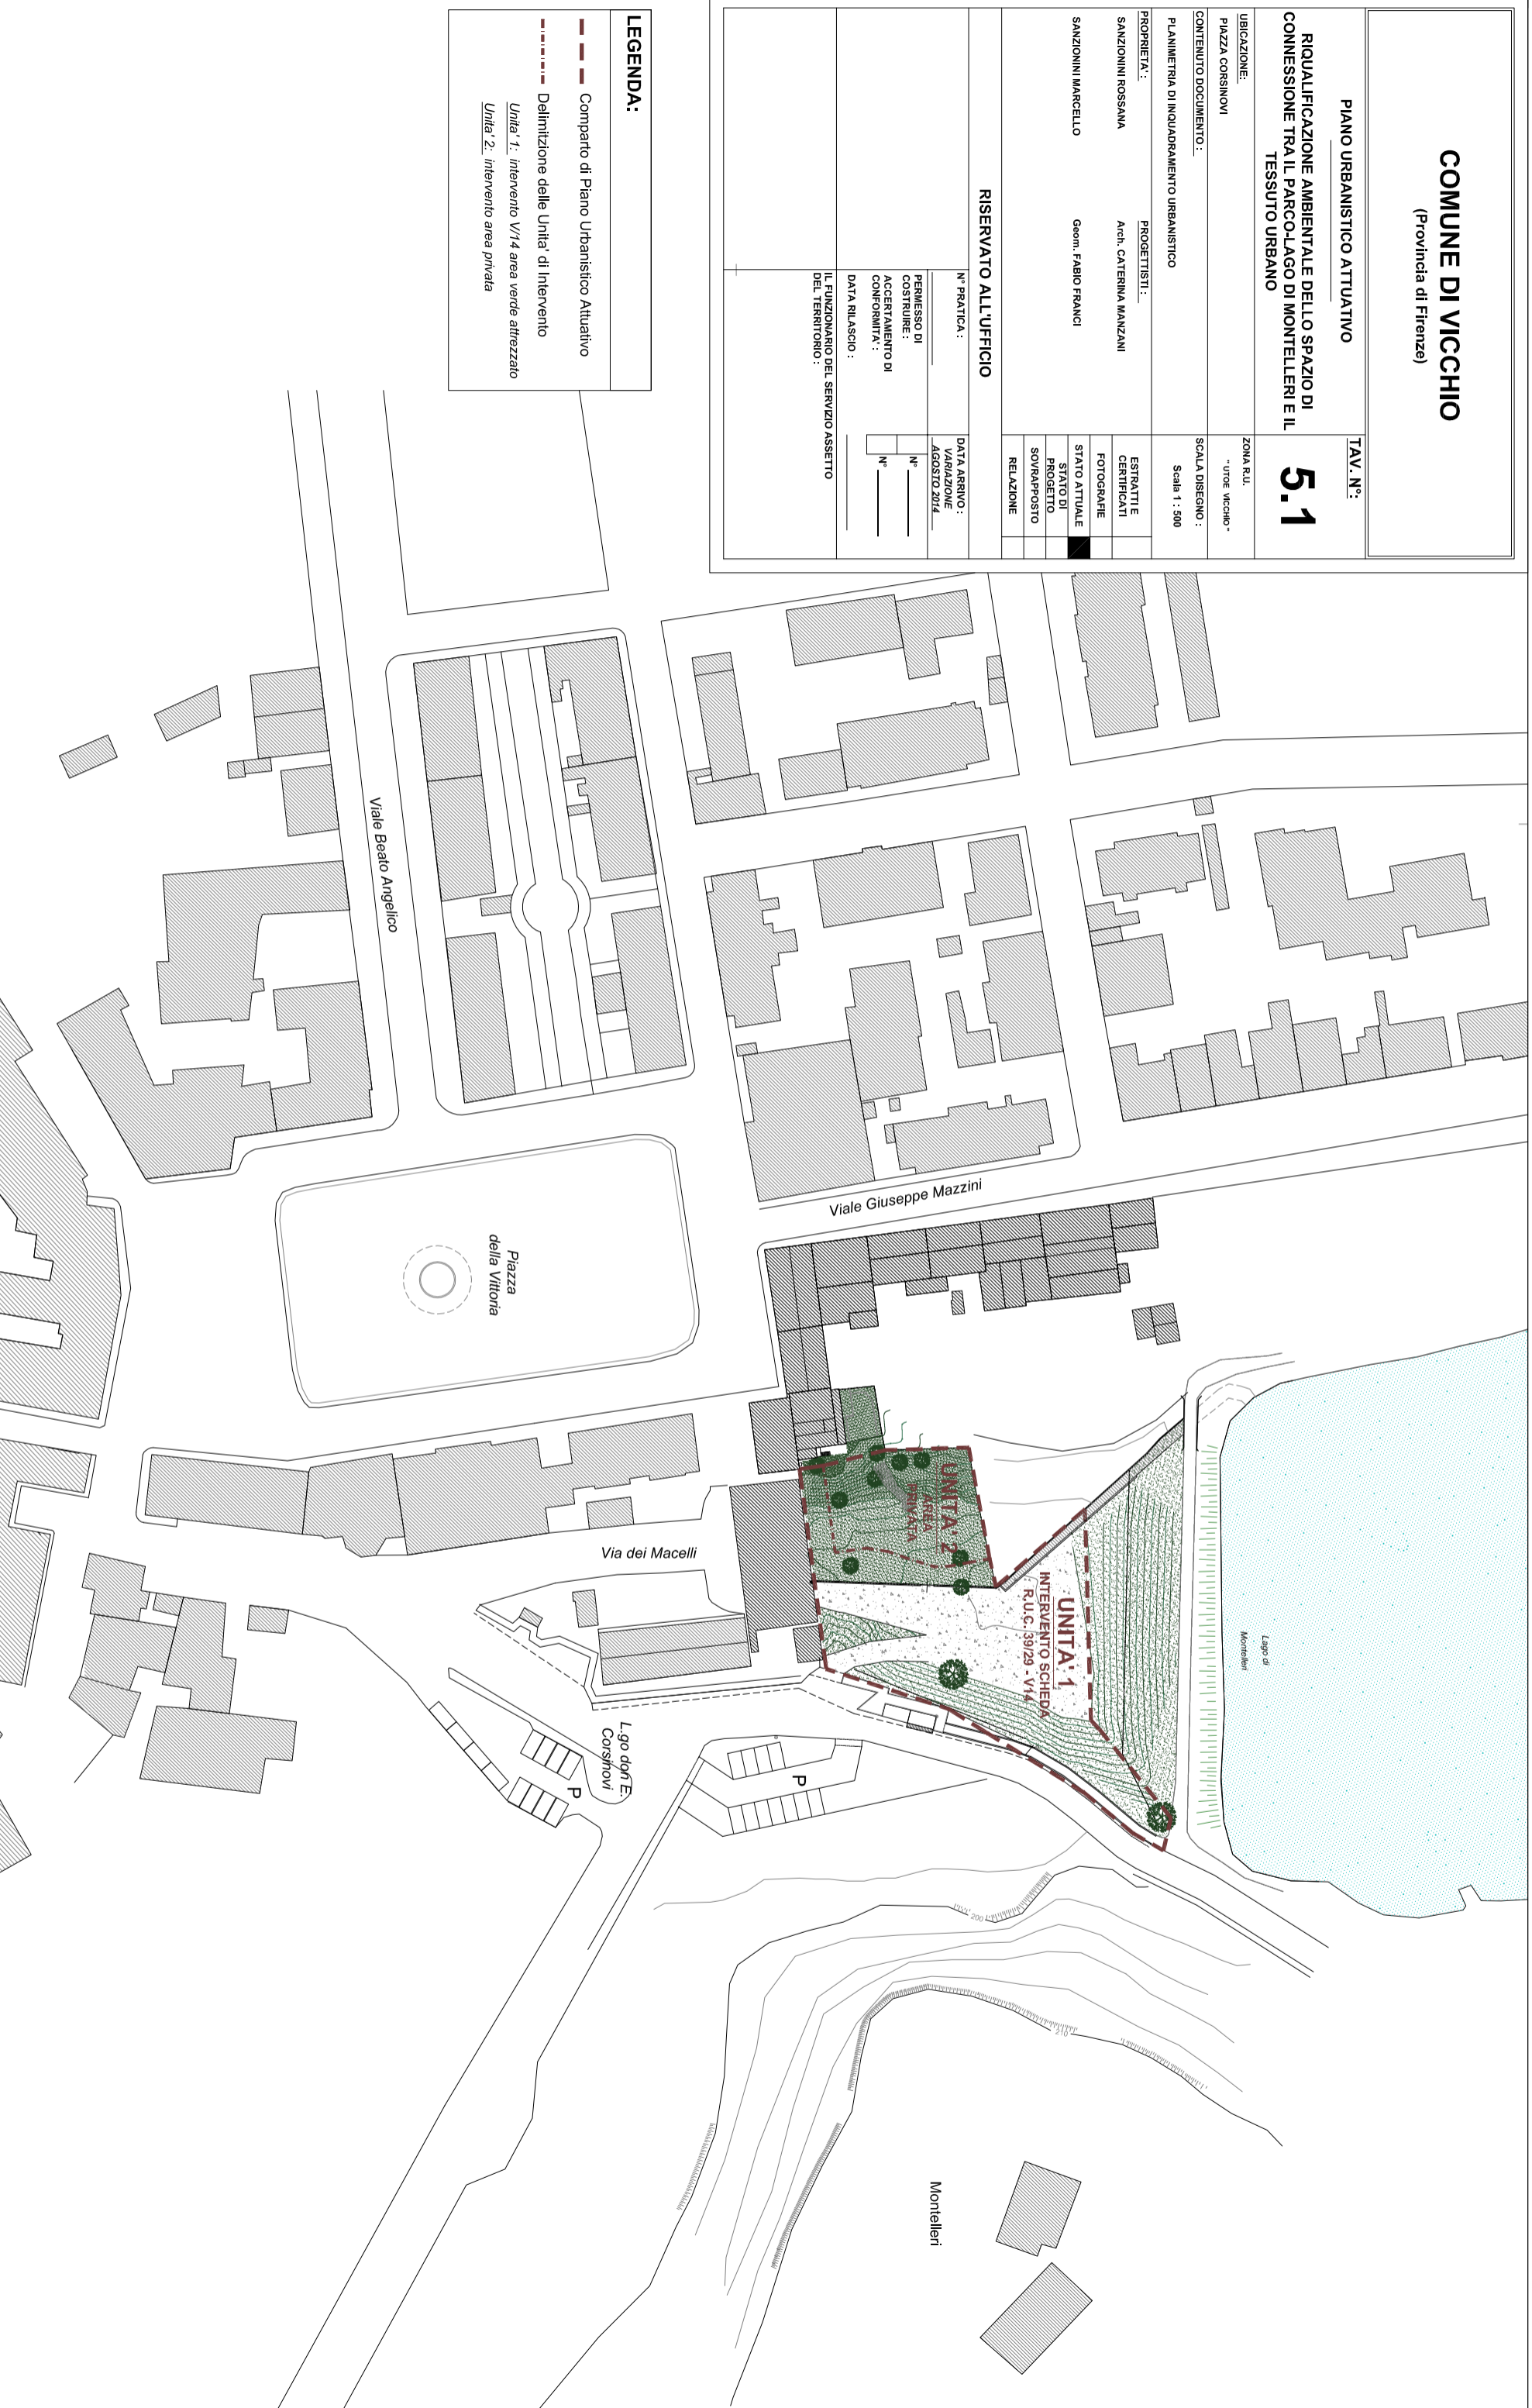 COMUNE DI VICCHIO
(Provincia di Firenze)
PIANO URBANISTICO ATTUATIVO
TAV. N°:
RIQUALIFICAZIONE AMBIENTALE DELLO SPAZIO DI
CONNESSIONE TRA IL PARCO-LAGO DI MONTELLERI E IL
TESSUTO URBANO
5.1
UBICAZIONE:
PIAZZA CORSINOVI
ZONA R.U.
"UTOE VICCHIO"
CONTENUTO DOCUMENTO :
PLANIMETRIA DI INQUADRAMENTO URBANISTICO
SCALA DISEGNO :
Scala 1 : 500
PROPRIETA' :
SANZIONINI ROSSANA
SANZIONINI MARCELLO
PROGETTISTI :
Arch. CATERINA MANZANI
Geom. FABIO FRANCI
ESTRATTI E
CERTIFICATI
FOTOGRAFIE
STATO ATTUALE
STATO DI
PROGETTO
SOVRAPPOSTO
RELAZIONE
RISERVATO ALL'UFFICIO
N° PRATICA :
DATA ARRIVO :
VARIAZIONE
AGOSTO 2014
PERMESSO DI
COSTRUIRE :
N°
ACCERTAMENTO DI
CONFORMITA' :
N°
DATA RILASCIO :
IL FUNZIONARIO DEL SERVIZIO ASSETTO
DEL TERRITORIO :
LEGENDA:
Comparto di Piano Urbanistico Attuativo
Delimitzione delle Unita' di Intervento
Unita' 1: intervento V/14 area verde attrezzato
Unita' 2: intervento area privata
Viale Beato Angelico
Viale Giuseppe Mazzini
Piazza
della Vittoria
Via dei Macelli
UNITA' 2
AREA
PRIVATA
UNITA' 1
INTERVENTO SCHEDA
R.U.C. 39/29 - V14
Lago di
Montelleri
L.go don E.
Corsinovi
P
P
200
210
Montelleri